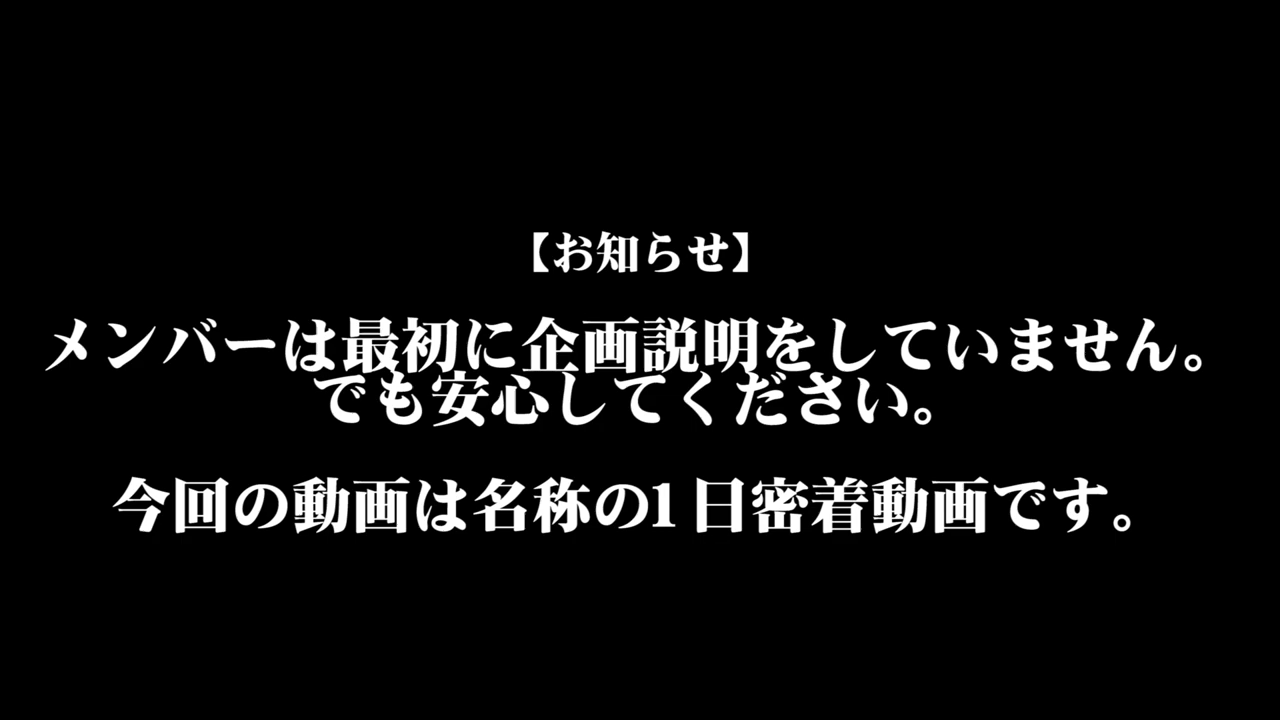 【お知らせ】
メンバーは最初に企画説明をしていません。
でも安心してください。
今回の動画は名称の1日密着動画です。